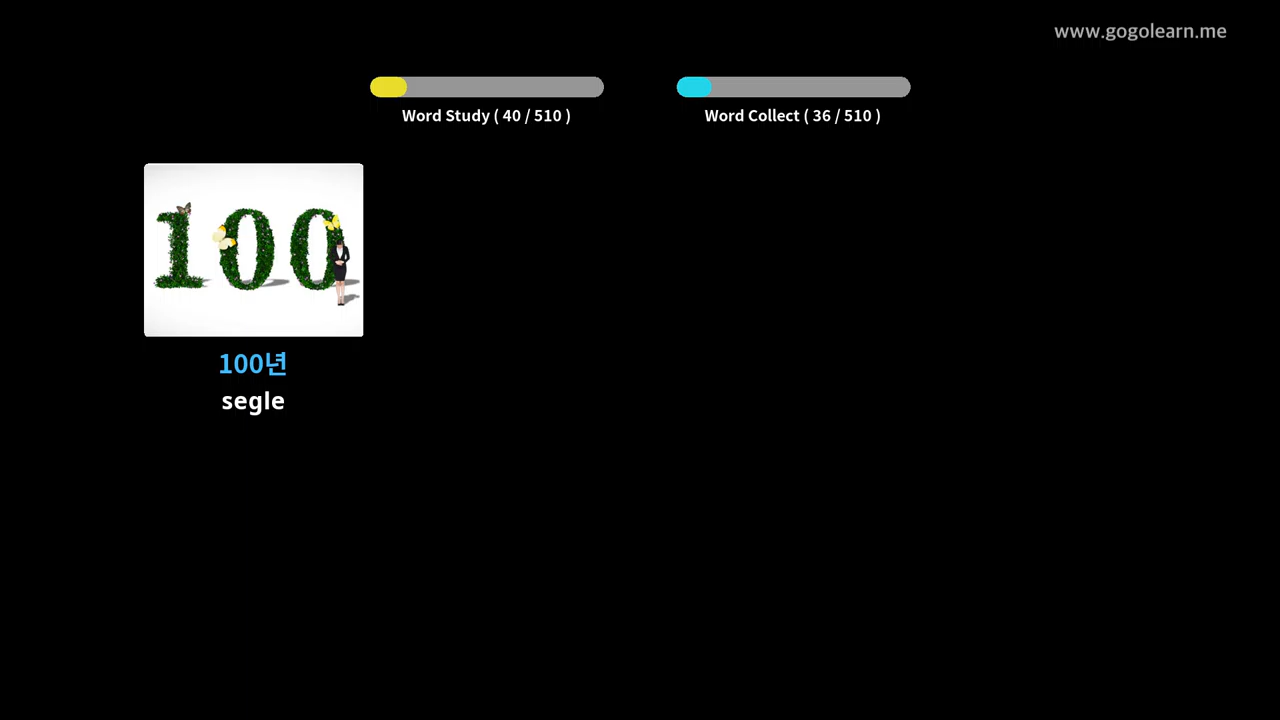 www.gogolearn.me
Word Study ( 40 / 510 )
Word Collect ( 36 / 510 )
100
100년
segle